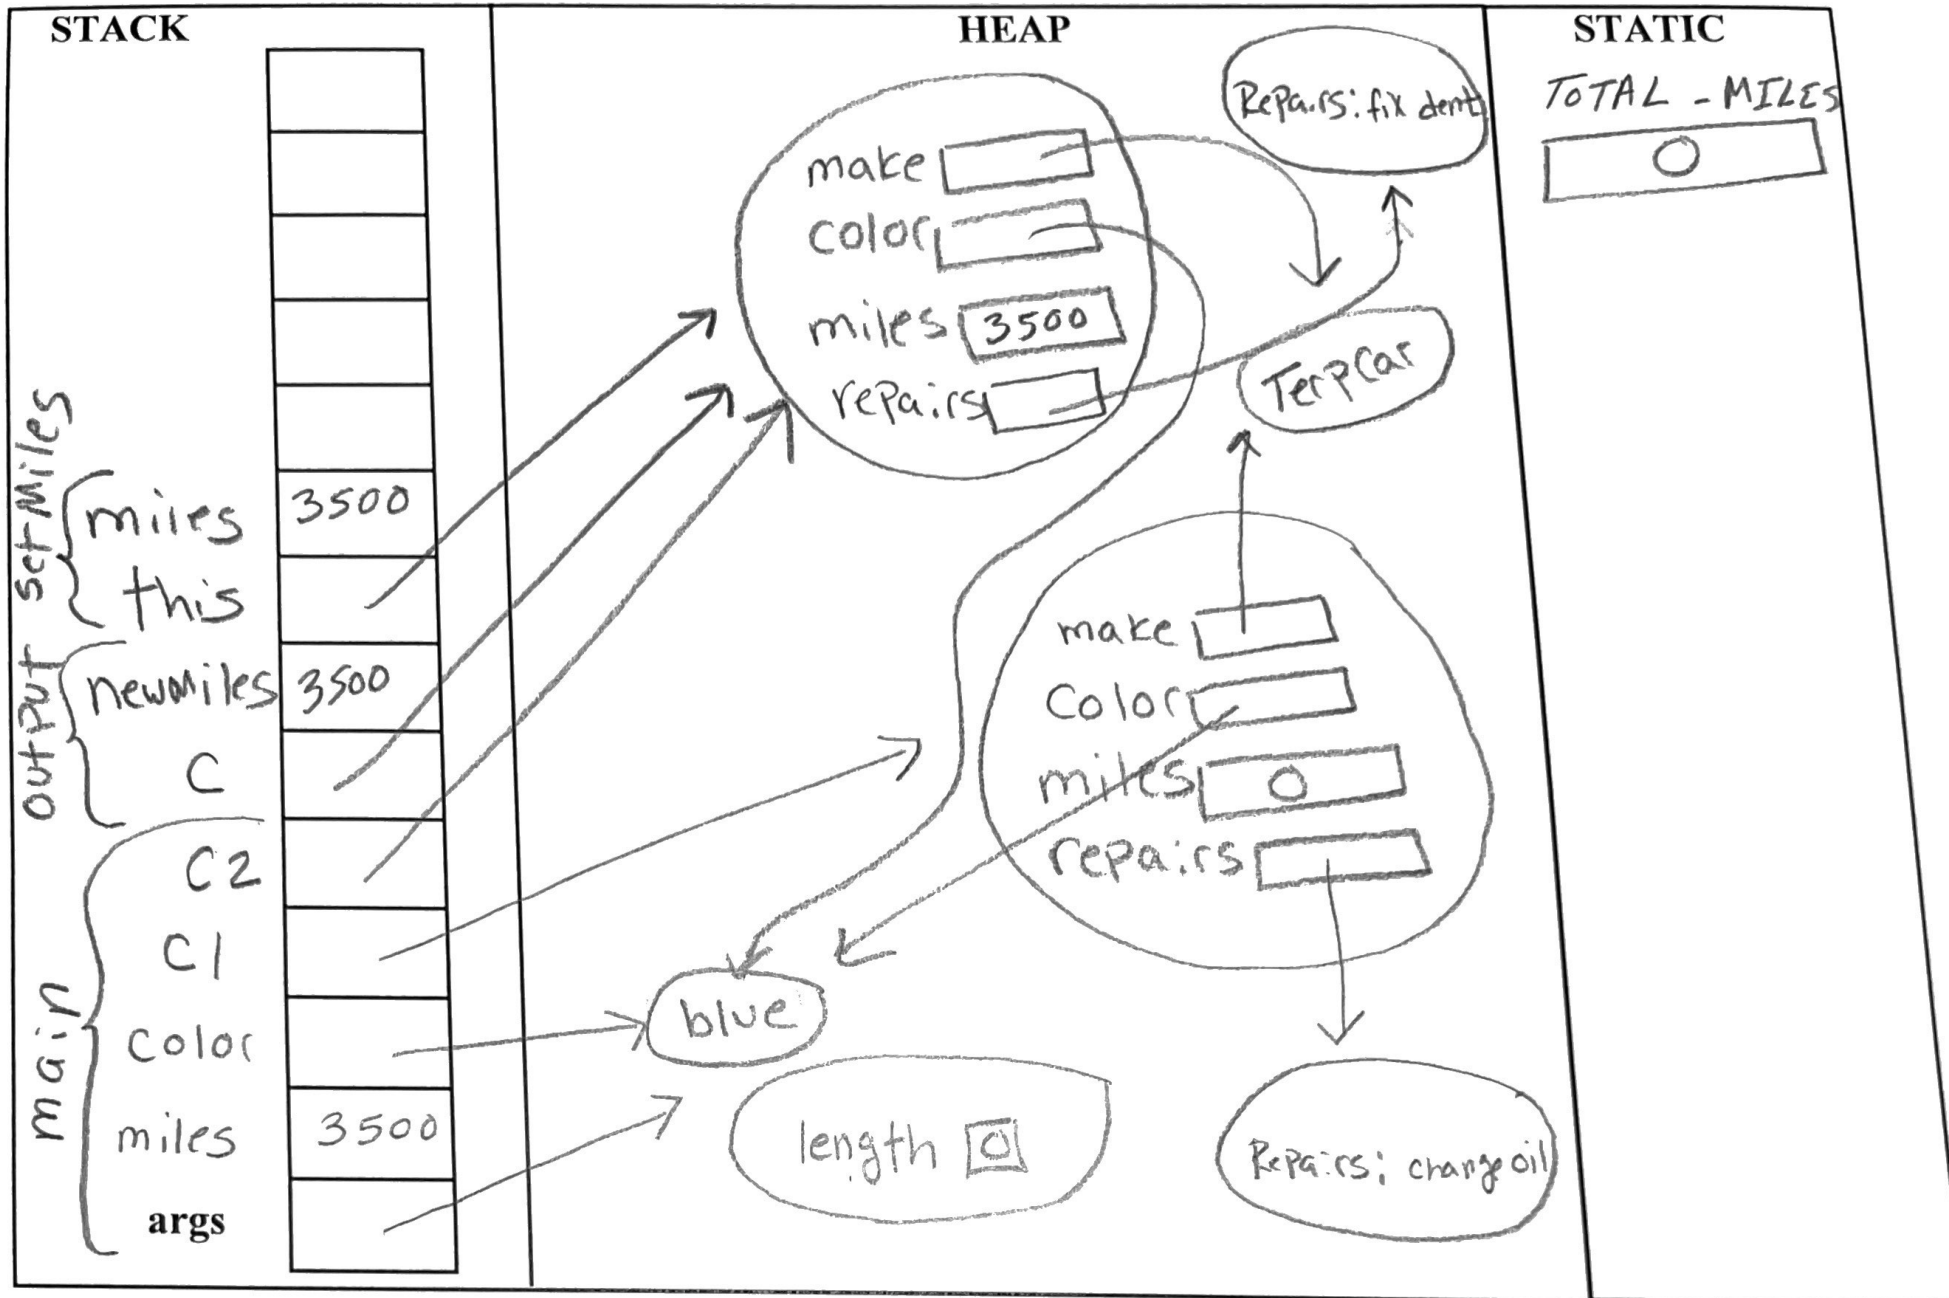 STACK
HEAP
STATIC
TOTAL_MILES
O
Repairs: fix dent
make
color
miles 3500
repairs
TerpCar
setMiles
miles 3500
this
output
newMiles 3500
C
main
C2
C1
color
miles 3500
args
make
Color
miles 0
repairs
blue
length 0
Repairs: change oil